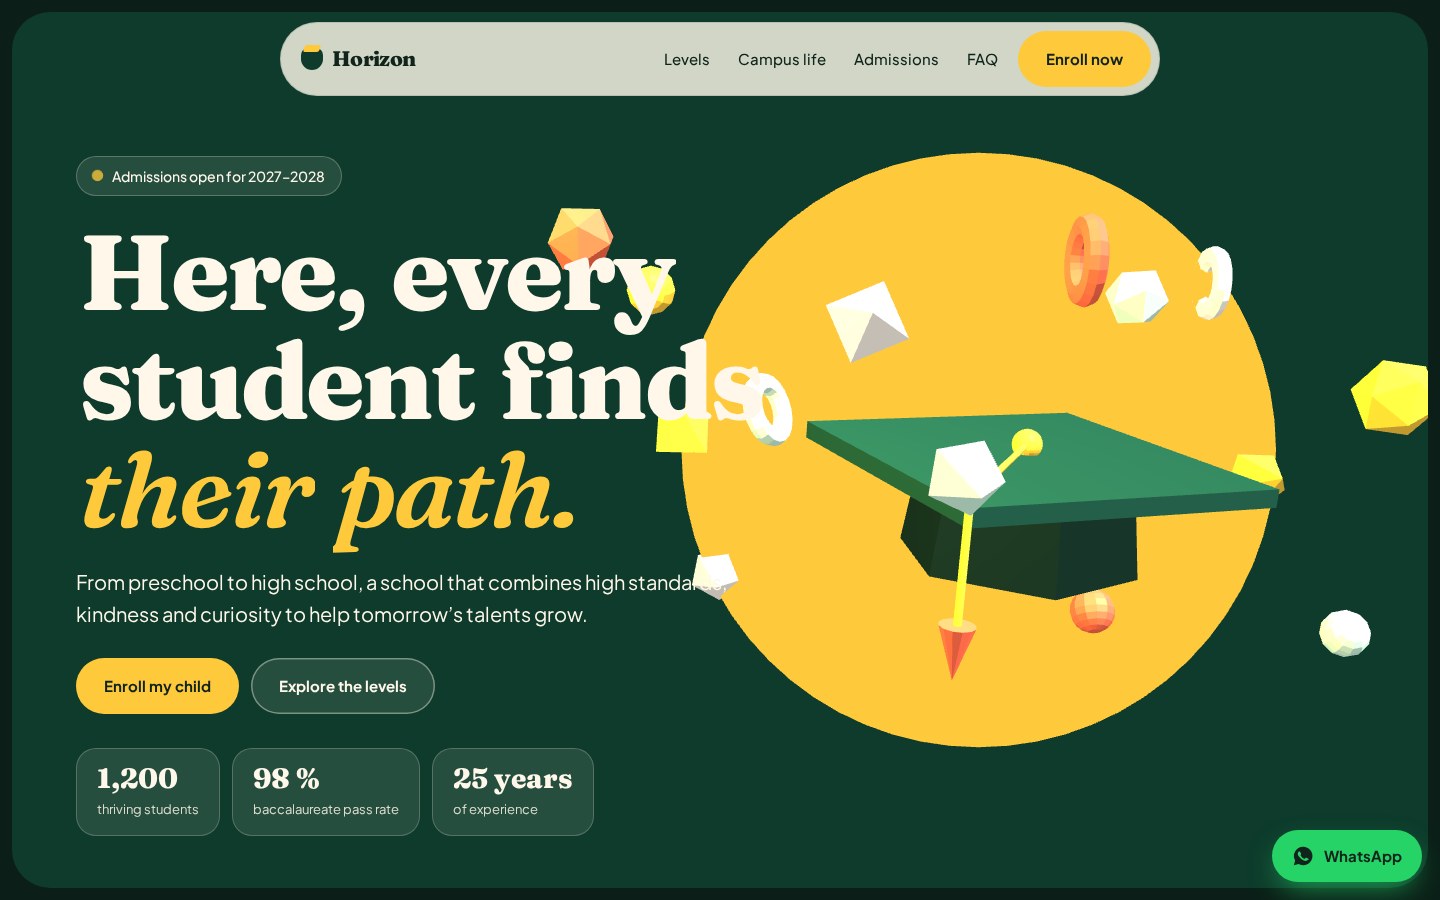 Horizon
Levels
Campus life
Admissions
FAQ
Enroll now
Admissions open for 2027–2028
Here, every
student finds
their path.
From preschool to high school, a school that combines high standards,
kindness and curiosity to help tomorrow’s talents grow.
Enroll my child
Explore the levels
1,200
thriving students
98 %
baccalaureate pass rate
25 years
of experience
WhatsApp